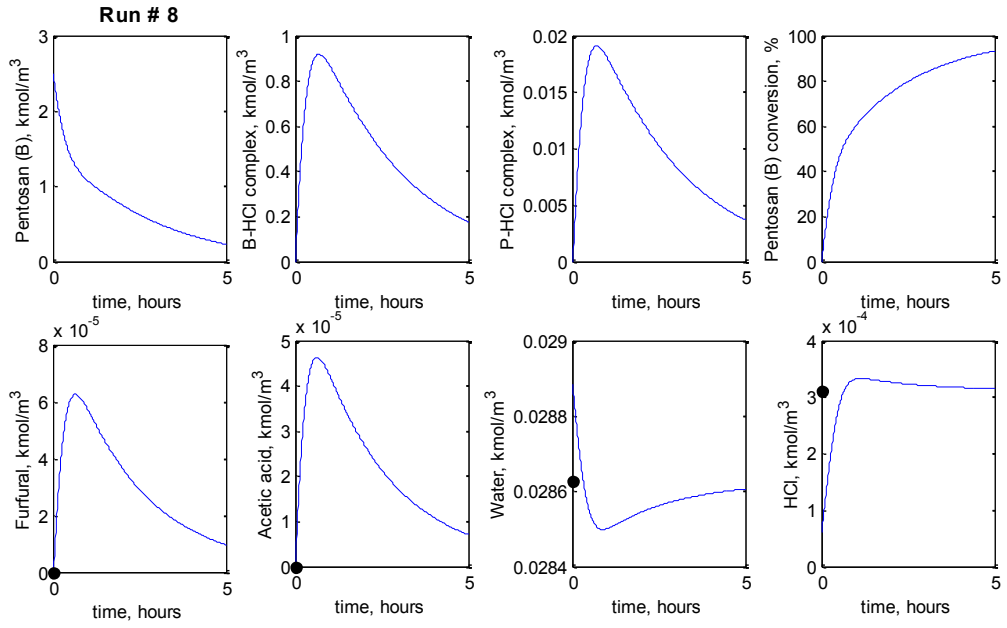 Run # 8
Pentosan (B), kmol/m³
3
2
1
0
0
5
time, hours
B-HCl complex, kmol/m³
1
0.8
0.6
0.4
0.2
0
0
5
time, hours
P-HCl complex, kmol/m³
0.02
0.015
0.01
0.005
0
0
5
time, hours
Pentosan (B) conversion, %
100
80
60
40
20
0
0
5
time, hours
x 10⁻⁵
Furfural, kmol/m³
8
6
4
2
0
0
5
time, hours
x 10⁻⁵
Acetic acid, kmol/m³
5
4
3
2
1
0
0
5
time, hours
Water, kmol/m³
0.029
0.0288
0.0286
0.0284
0
5
time, hours
x 10⁻⁴
HCl, kmol/m³
4
3
2
1
0
0
5
time, hours